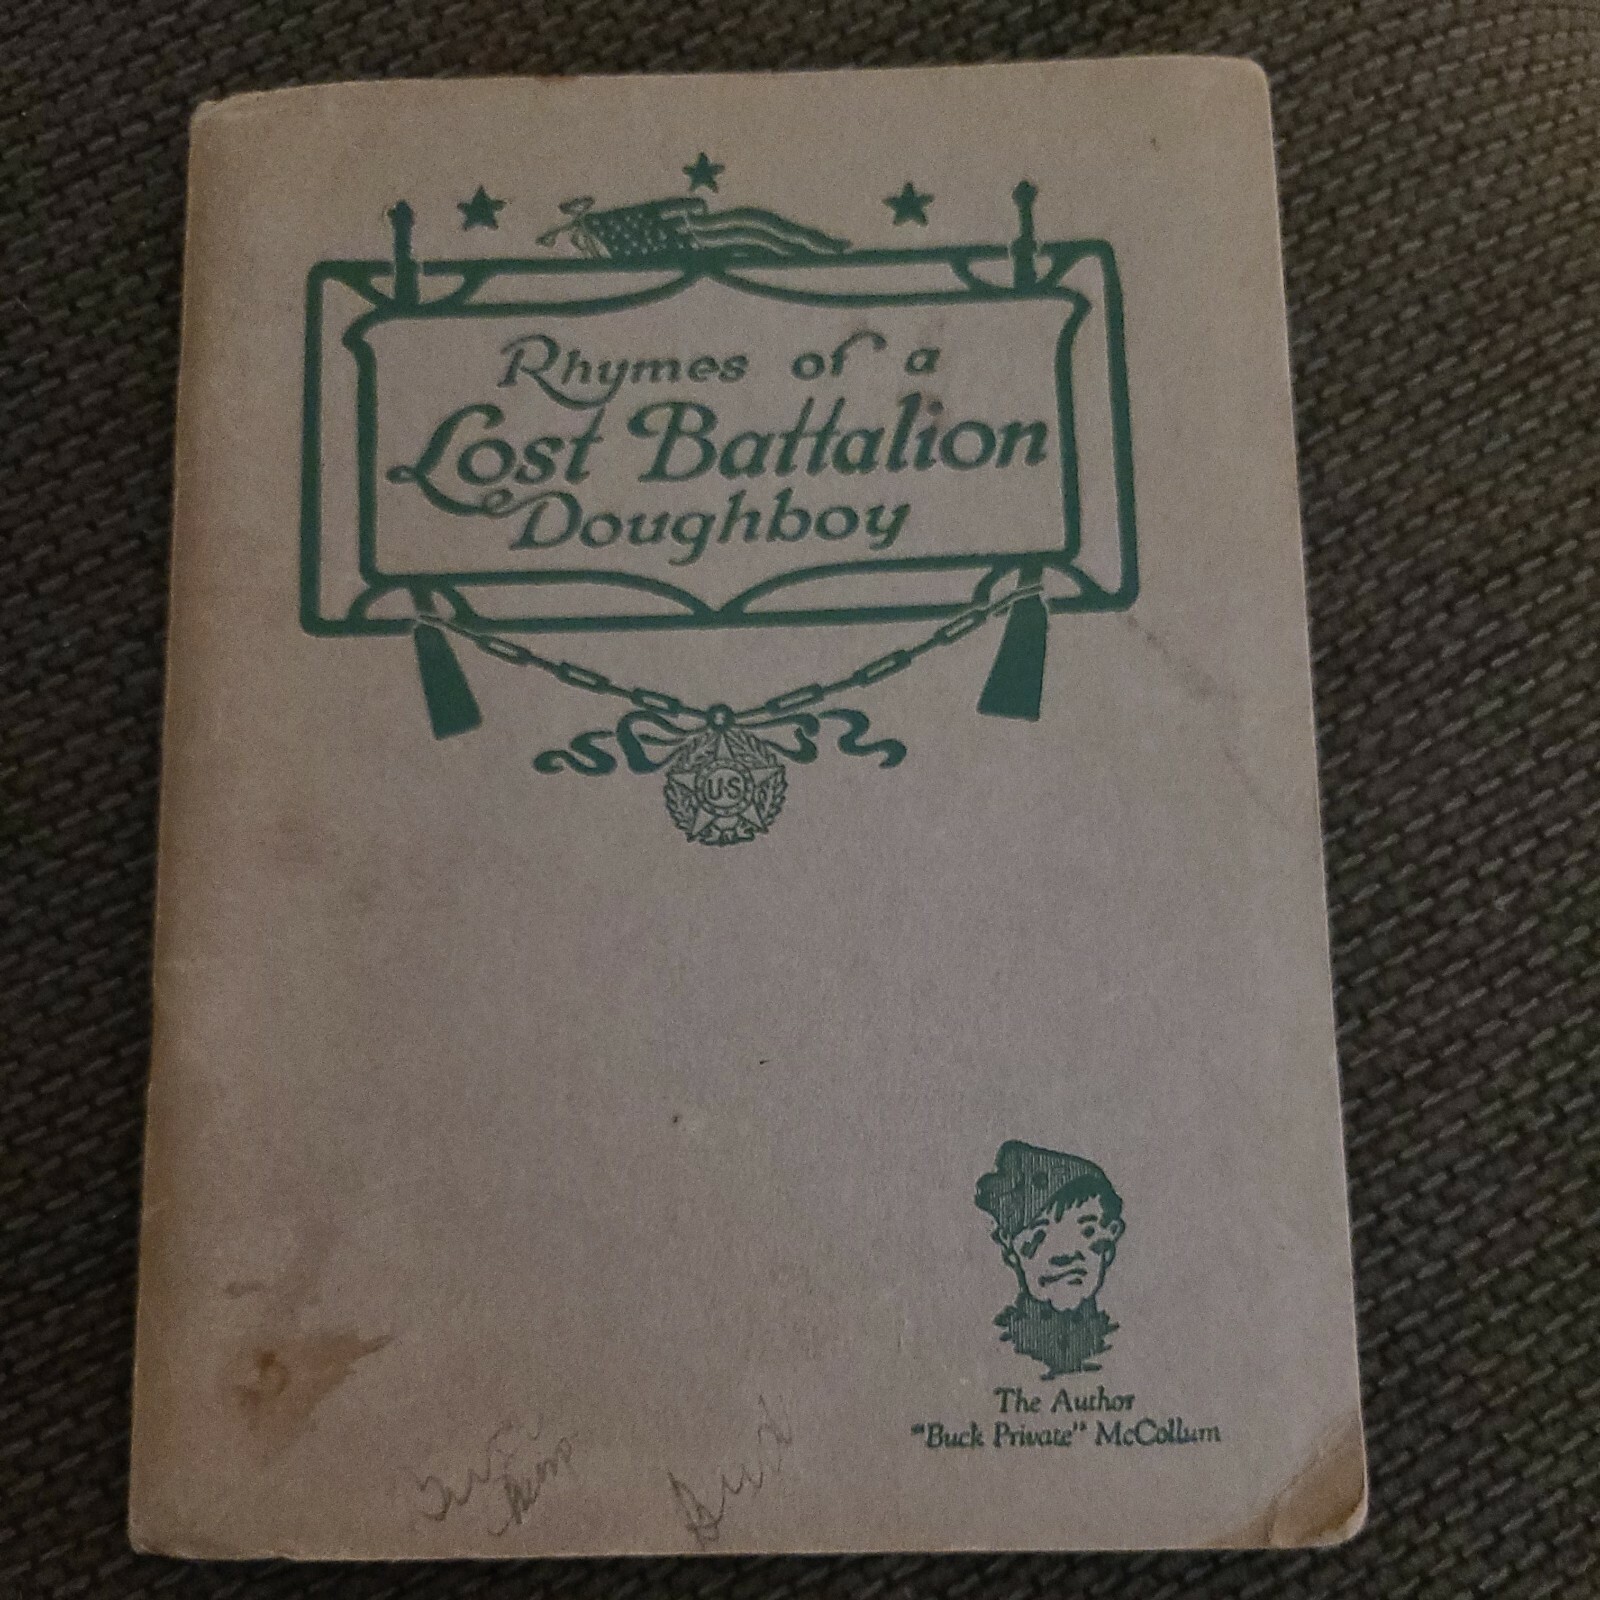 Rhymes of a
Lost Battalion
Doughboy
US
The Author
"Buck Private" McCollum